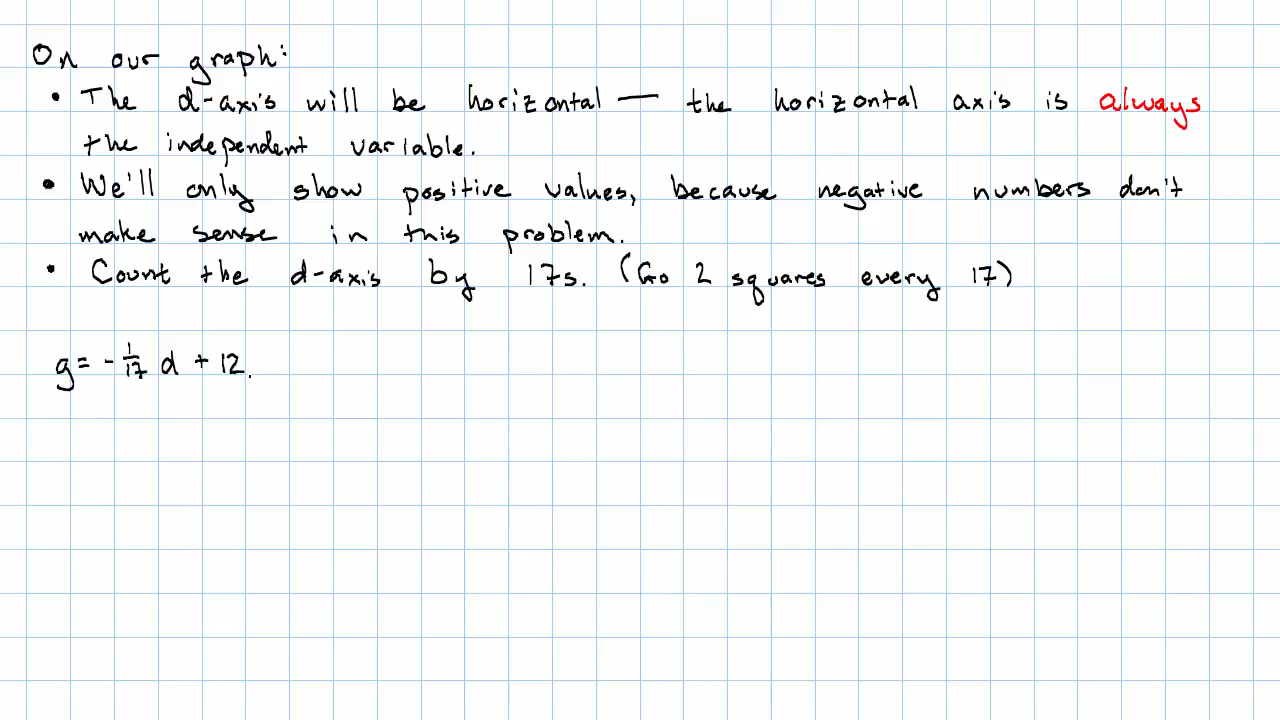 On our graph:
• The d-axis will be horizontal — the horizontal axis is always
the independent variable.
• We'll only show positive values, because negative numbers don't
make sense in this problem.
• Count the d-axis by 17s. (Go 2 squares every 17)
g = -1/17 d + 12.